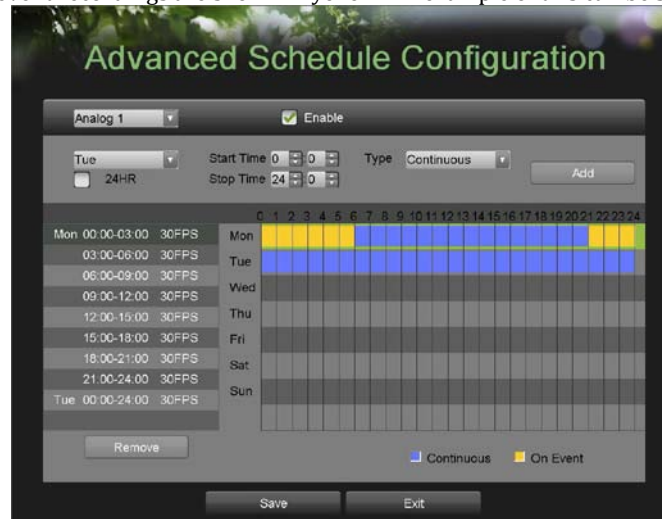 Advanced Schedule Configuration
Analog 1 Enable
Tue Start Time 0 : 0 Type Continuous Add
24HR Stop Time 24 : 0
0 1 2 3 4 5 6 7 8 9 10 11 12 13 14 15 16 17 18 19 20 21 22 23 24
Mon 00:00-03:00 30FPS Mon
03:00-06:00 30FPS Tue
06:00-09:00 30FPS
09:00-12:00 30FPS Wed
12:00-15:00 30FPS Thu
15:00-18:00 30FPS Fri
18:00-21:00 30FPS Sat
21:00-24:00 30FPS
Tue 00:00-24:00 30FPS Sun
Remove Continuous On Event
Save Exit